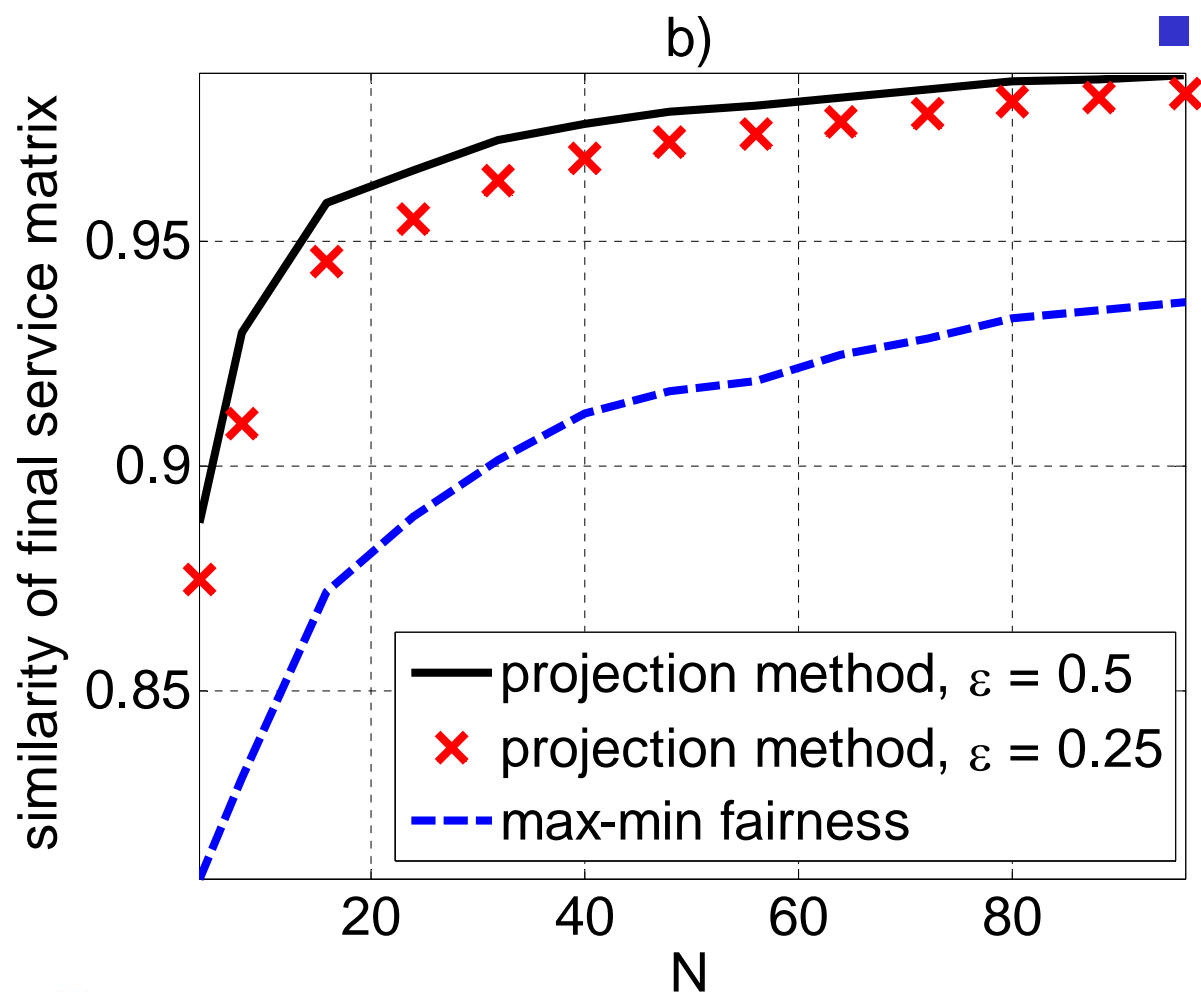 b)
similarity of final service matrix
0.95
0.9
0.85
projection method, ε = 0.5
projection method, ε = 0.25
max-min fairness
20 40 60 80
N